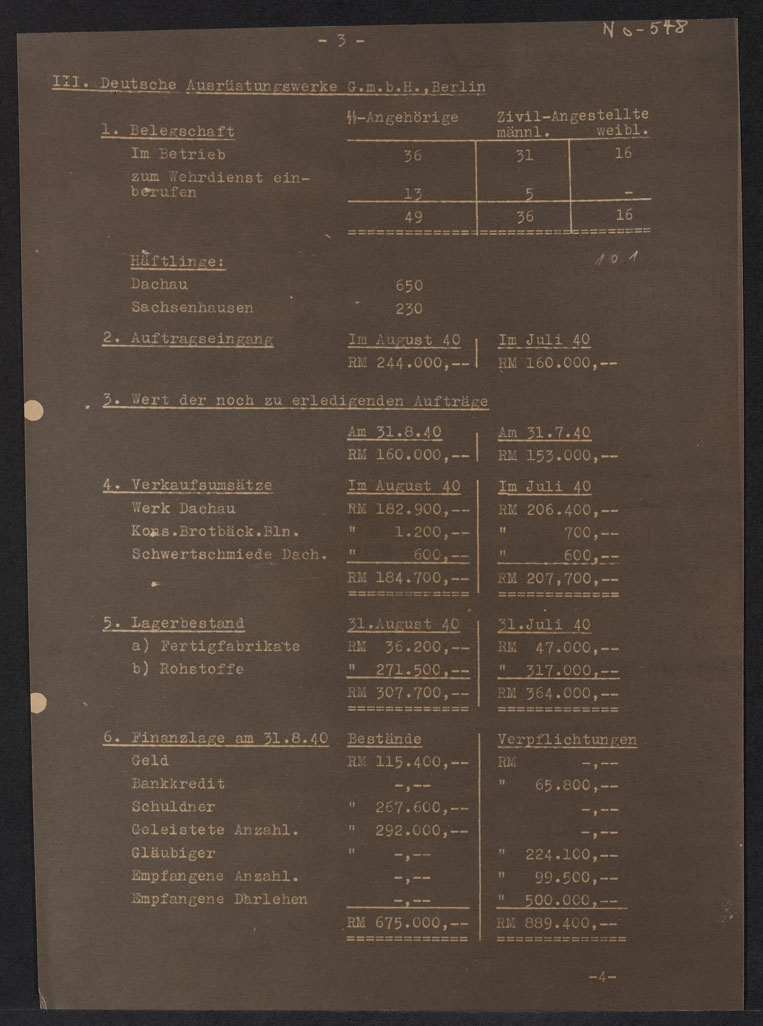 - 3 -
No-548
III. Deutsche Ausrüstungswerke G.m.b.H.,Berlin
ϟϟ-Angehörige Zivil-Angestellte
1. Belegschaft männl. weibl.
Im Betrieb 36 31 16
zum Wehrdienst ein-
berufen 13 5 -
49 36 16
Häftlinge: 101
Dachau 650
Sachsenhausen 230
2. Auftragseingang Im August 40 Im Juli 40
RM 244.000,-- RM 160.000,--
3. Wert der noch zu erledigenden Aufträge
Am 31.8.40 Am 31.7.40
RM 160.000,-- RM 153.000,--
4. Verkaufsumsätze Im August 40 Im Juli 40
Werk Dachau RM 182.900,-- RM 206.400,--
Kons.Brotbäck.Bln. " 1.200,-- " 700,--
Schwertschmiede Dach. " 600,-- " 600,--
RM 184.700,-- RM 207,700,--
5. Lagerbestand 31.August 40 31.Juli 40
a) Fertigfabrikate RM 36.200,-- RM 47.000,--
b) Rohstoffe " 271.500,-- " 317.000,--
RM 307.700,-- RM 364.000,--
6. Finanzlage am 31.8.40 Bestände Verpflichtungen
Geld RM 115.400,-- RM -,--
Bankkredit -,-- " 65.800,--
Schuldner " 267.600,-- -,--
Geleistete Anzahl. " 292.000,-- -,--
Gläubiger " -,-- " 224.100,--
Empfangene Anzahl. -,-- " 99.500,--
Empfangene Darlehen -,-- " 500.000,--
RM 675.000,-- RM 889.400,--
-4-